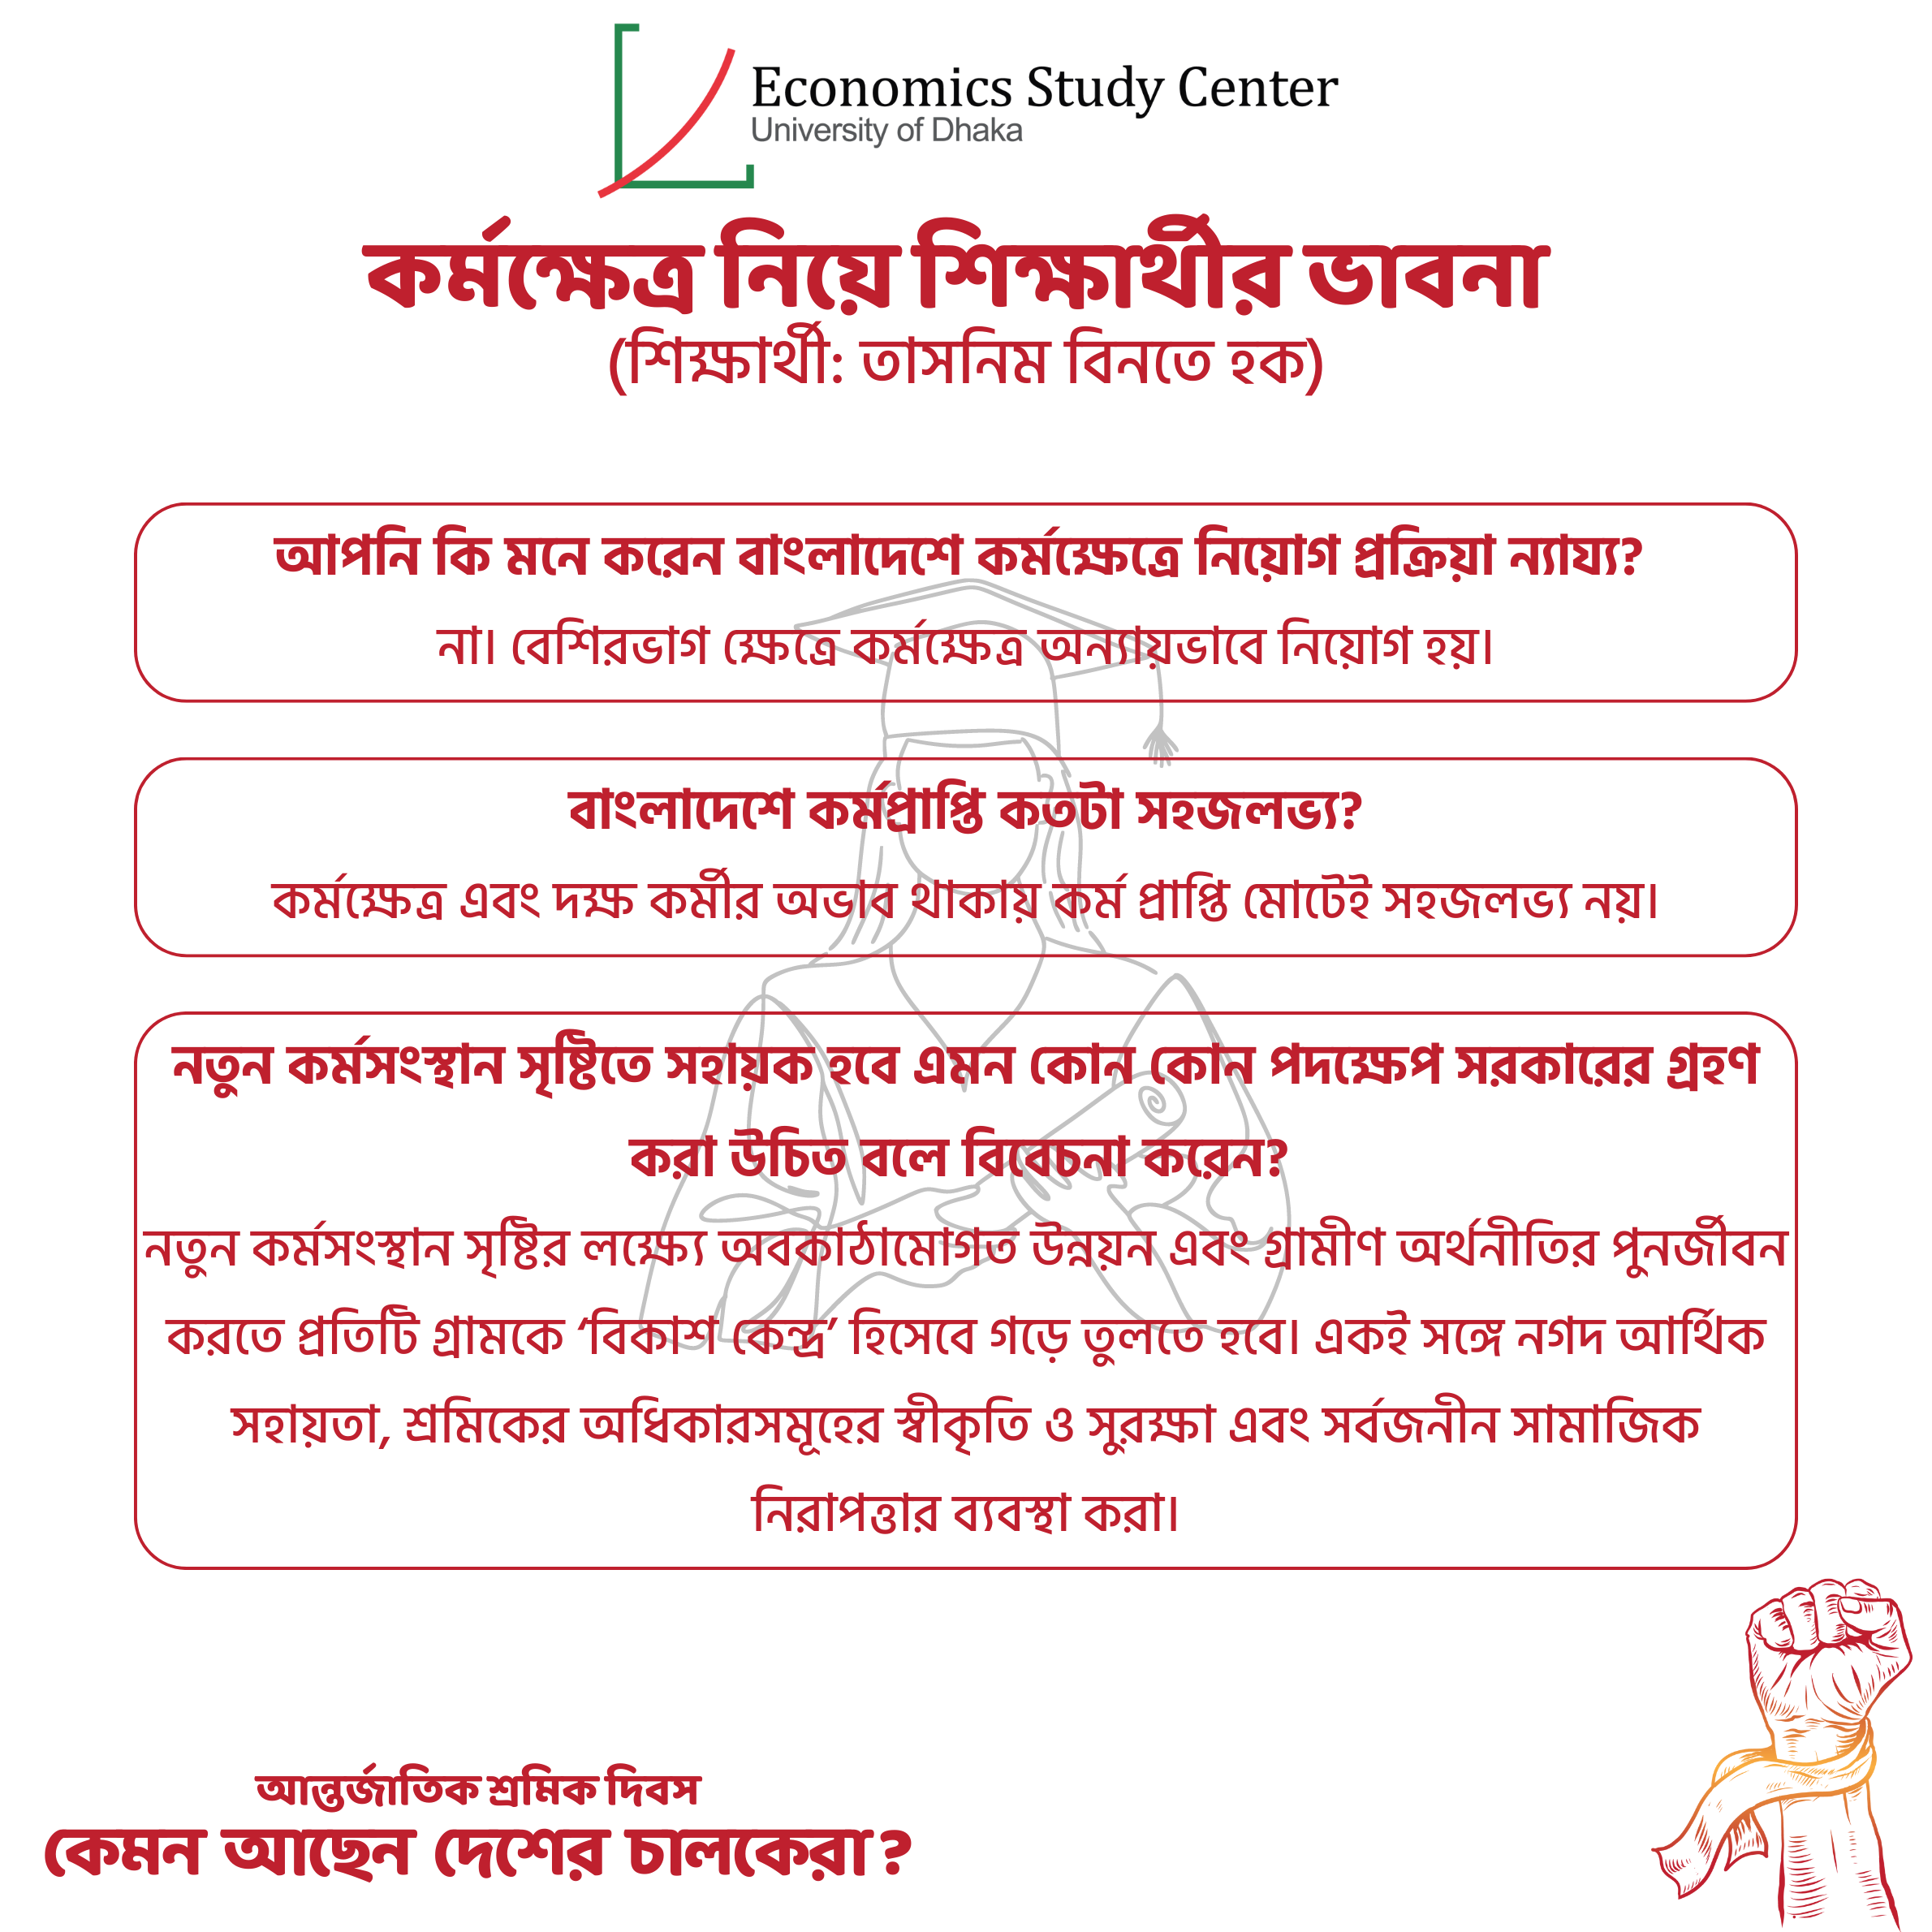 Economics Study Center
University of Dhaka
কর্মক্ষেত্র নিয়ে শিক্ষার্থীর ভাবনা
(শিক্ষার্থী: তাসনিম বিনতে হক)
আপনি কি মনে করেন বাংলাদেশে কর্মক্ষেত্রে নিয়োগ প্রক্রিয়া ন্যায্য?
না। বেশিরভাগ ক্ষেত্রে কর্মক্ষেত্র অন্যায়ভাবে নিয়োগ হয়।
বাংলাদেশে কর্মপ্রাপ্তি কতটা সহজলভ্য?
কর্মক্ষেত্র এবং দক্ষ কর্মীর অভাব থাকায় কর্ম প্রাপ্তি মোটেই সহজলভ্য নয়।
নতুন কর্মসংস্থান সৃষ্টিতে সহায়ক হবে এমন কোন কোন পদক্ষেপ সরকারের গ্রহণ
করা উচিত বলে বিবেচনা করেন?
নতুন কর্মসংস্থান সৃষ্টির লক্ষ্যে অবকাঠামোগত উন্নয়ন এবং গ্রামীণ অর্থনীতির পুনর্জীবন
করতে প্রতিটি গ্রামকে ‘বিকাশ কেন্দ্র’ হিসেবে গড়ে তুলতে হবে। একই সঙ্গে নগদ আর্থিক
সহায়তা, শ্রমিকের অধিকারসমূহের স্বীকৃতি ও সুরক্ষা এবং সর্বজনীন সামাজিক
নিরাপত্তার ব্যবস্থা করা।
আন্তর্জাতিক শ্রমিক দিবস
কেমন আছেন দেশের চালকেরা?